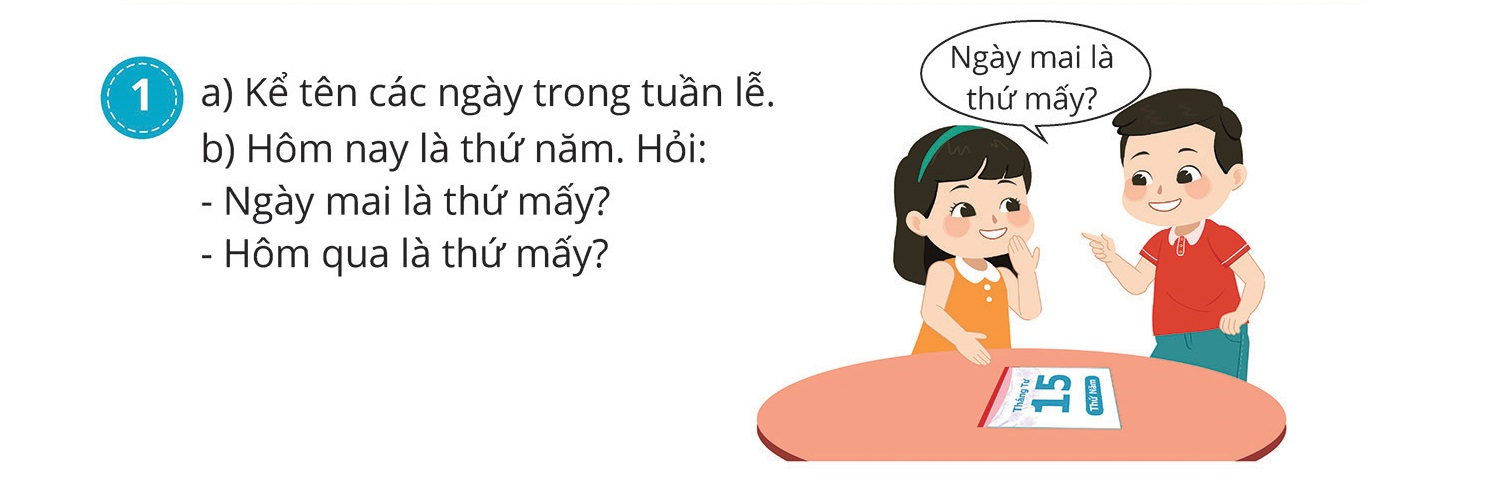 1
a) Kể tên các ngày trong tuần lễ.
b) Hôm nay là thứ năm. Hỏi:
- Ngày mai là thứ mấy?
- Hôm qua là thứ mấy?
Ngày mai là
thứ mấy?
Tháng Tư
15
Thứ Năm